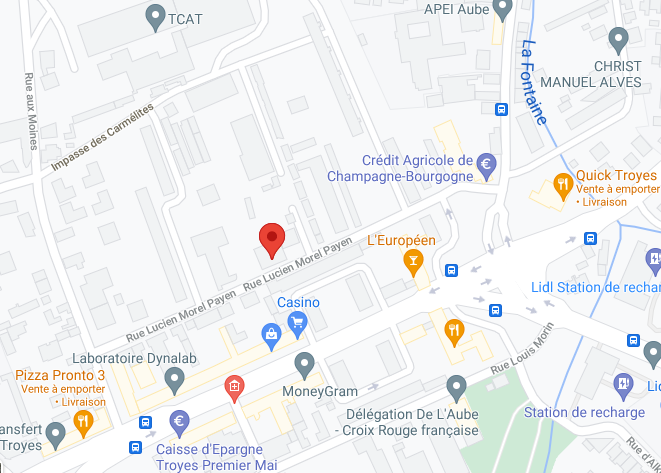 TCAT
APEI Aube
La Fontaine
CHRIST
MANUEL ALVES
Rue aux Moines
Impasse des Carmélites
Crédit Agricole de
Champagne-Bourgogne
Quick Troyes
Vente à emporter
• Livraison
L'Européen
Rue Lucien Morel Payen
Rue Lucien Morel Payen
Lidl Station de rechar
Casino
Laboratoire Dynalab
Rue Louis Morin
Pizza Pronto 3
Vente à emporter
• Livraison
MoneyGram
Délégation De L'Aube
- Croix Rouge française
Station de recharge
ansfert
Troyes
Caisse d'Epargne
Troyes Premier Mai
Rue d'Al